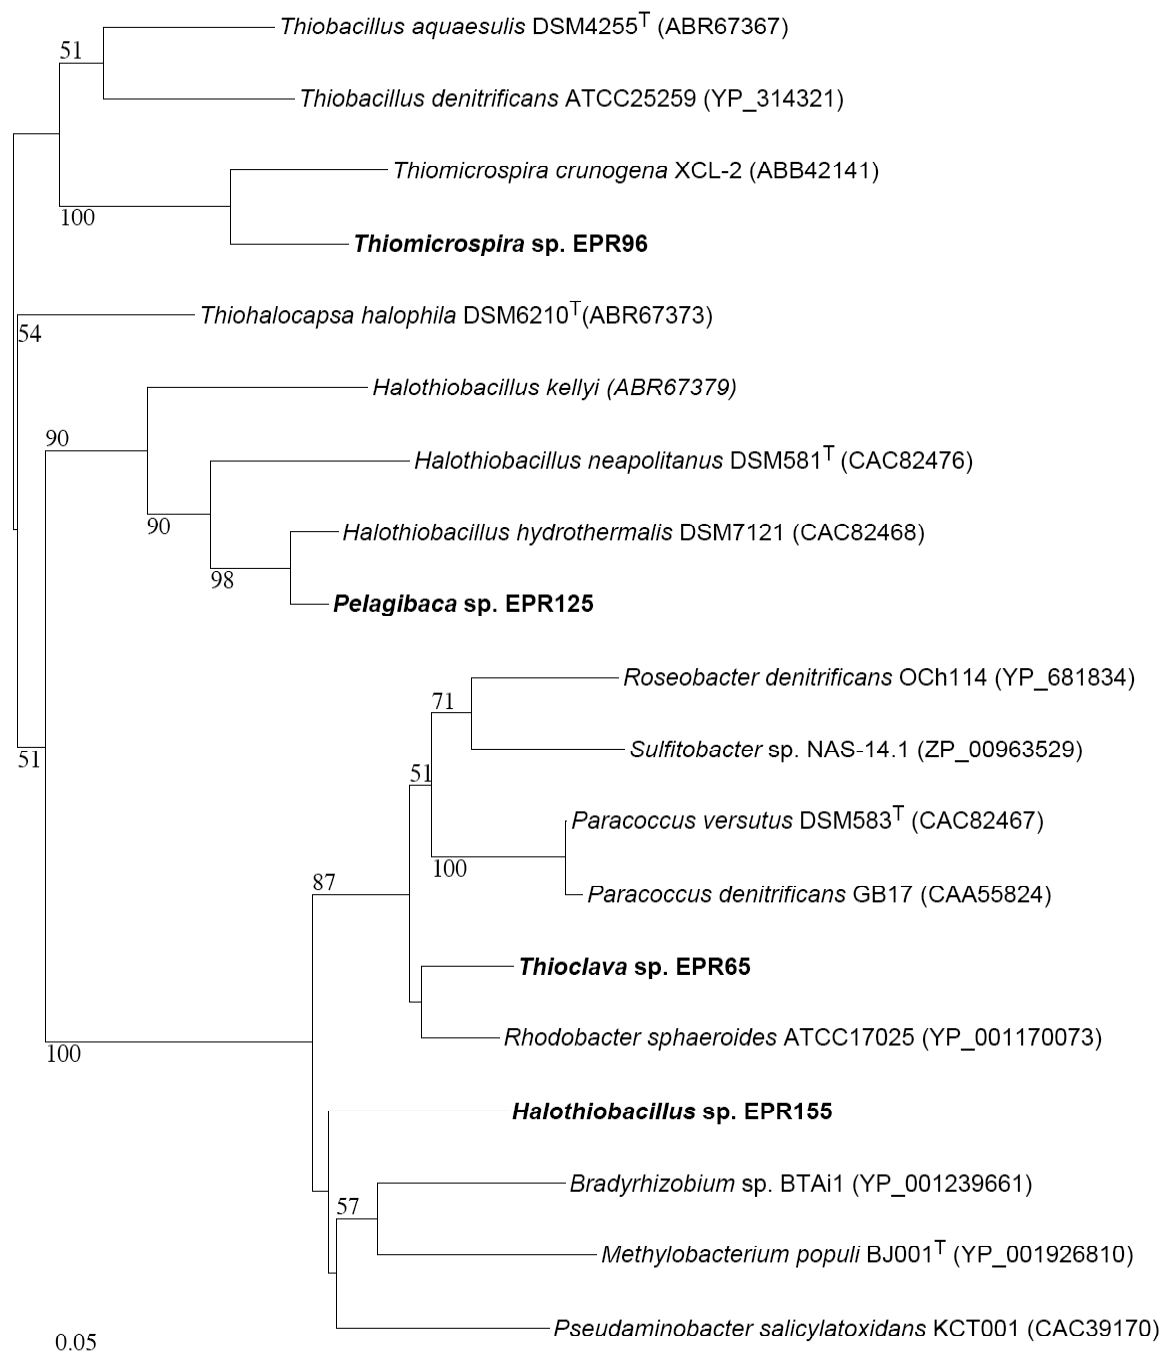 Thiobacillus aquaesulis DSM4255T (ABR67367)
51
Thiobacillus denitrificans ATCC25259 (YP_314321)
Thiomicrospira crunogena XCL-2 (ABB42141)
100
Thiomicrospira sp. EPR96
Thiohalocapsa halophila DSM6210T(ABR67373)
54
Halothiobacillus kellyi (ABR67379)
90
Halothiobacillus neapolitanus DSM581T (CAC82476)
90
Halothiobacillus hydrothermalis DSM7121 (CAC82468)
98
Pelagibaca sp. EPR125
Roseobacter denitrificans OCh114 (YP_681834)
71
Sulfitobacter sp. NAS-14.1 (ZP_00963529)
51
51
Paracoccus versutus DSM583T (CAC82467)
100
87
Paracoccus denitrificans GB17 (CAA55824)
Thioclava sp. EPR65
Rhodobacter sphaeroides ATCC17025 (YP_001170073)
100
Halothiobacillus sp. EPR155
Bradyrhizobium sp. BTAi1 (YP_001239661)
57
Methylobacterium populi BJ001T (YP_001926810)
Pseudaminobacter salicylatoxidans KCT001 (CAC39170)
0.05